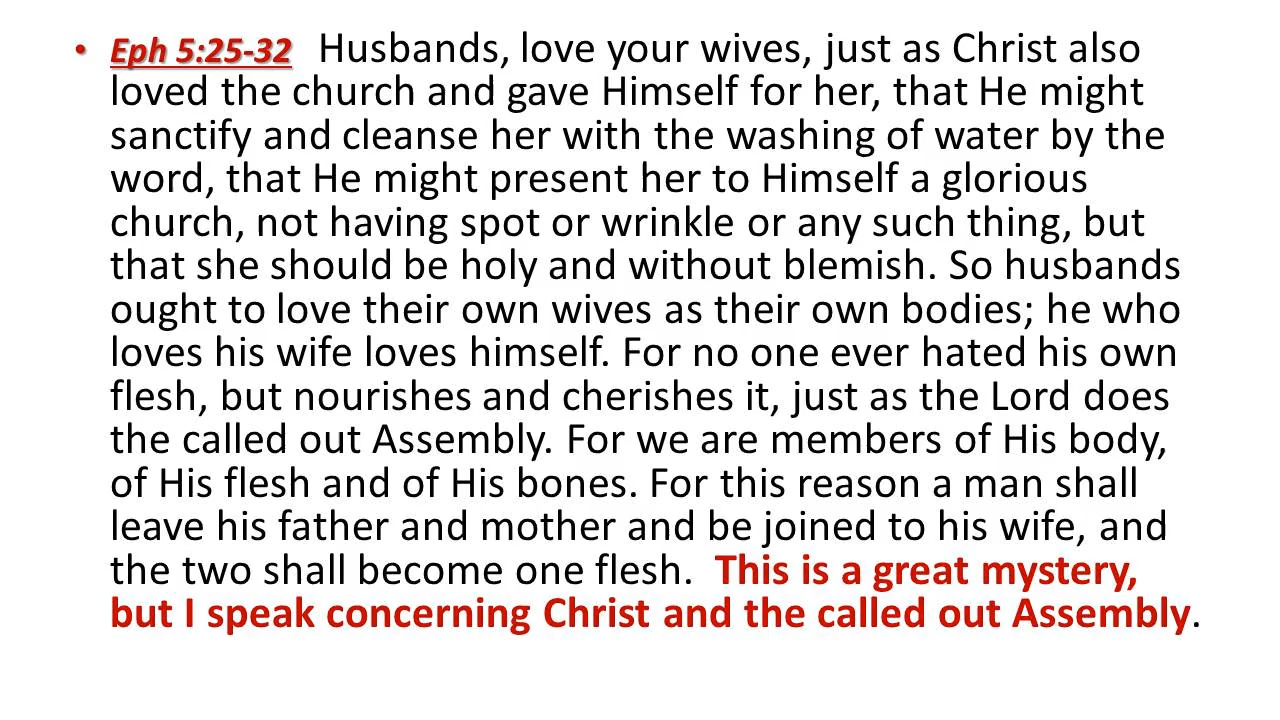 • Eph 5:25-32 Husbands, love your wives, just as Christ also
loved the church and gave Himself for her, that He might
sanctify and cleanse her with the washing of water by the
word, that He might present her to Himself a glorious
church, not having spot or wrinkle or any such thing, but
that she should be holy and without blemish. So husbands
ought to love their own wives as their own bodies; he who
loves his wife loves himself. For no one ever hated his own
flesh, but nourishes and cherishes it, just as the Lord does
the called out Assembly. For we are members of His body,
of His flesh and of His bones. For this reason a man shall
leave his father and mother and be joined to his wife, and
the two shall become one flesh. This is a great mystery,
but I speak concerning Christ and the called out Assembly.